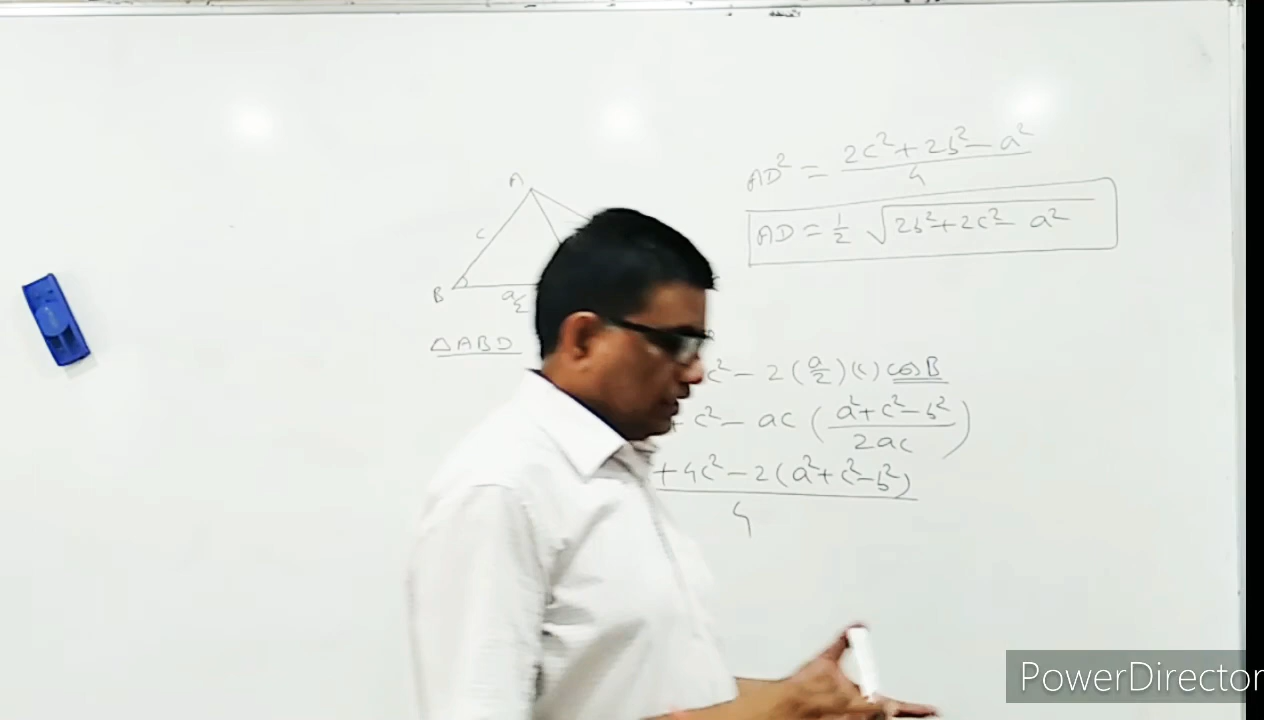 AD² = (2c² + 2b² − a²)/4
AD = ½ √(2b² + 2c² − a²)
A
c
B
a/2
△ABD
c² − 2(a/2)(c) cos B
+ c² − ac ((a² + c² − b²)/2ac)
+ 4c² − 2(a² + c² − b²)
4
PowerDirector